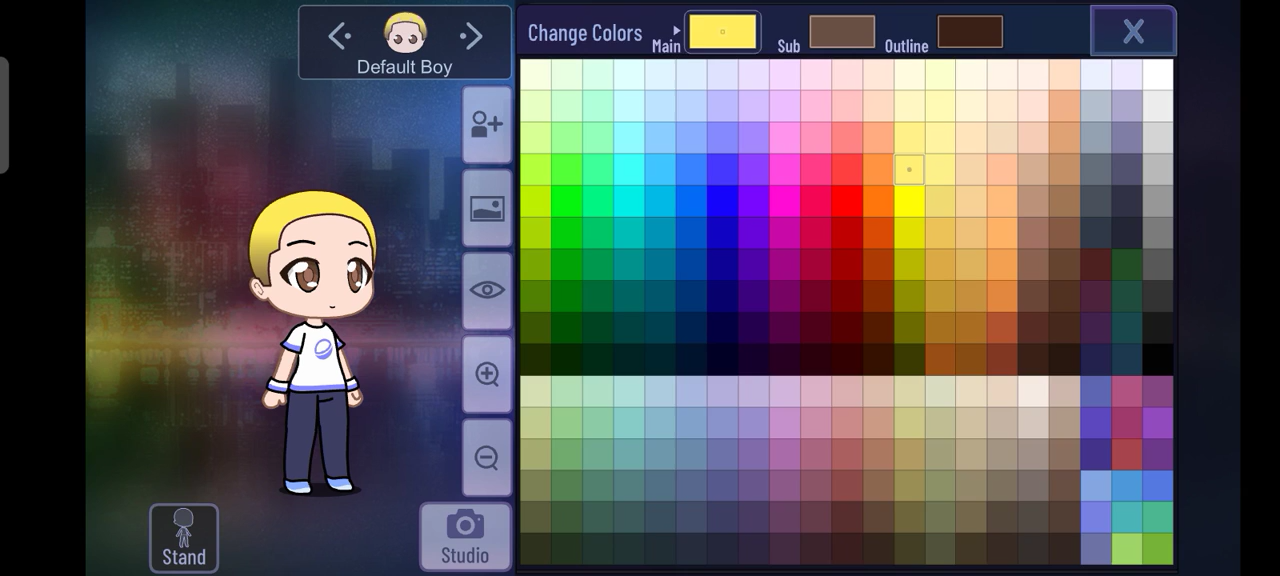 Default Boy
Change Colors
Main
Sub
Outline
X
Stand
Studio